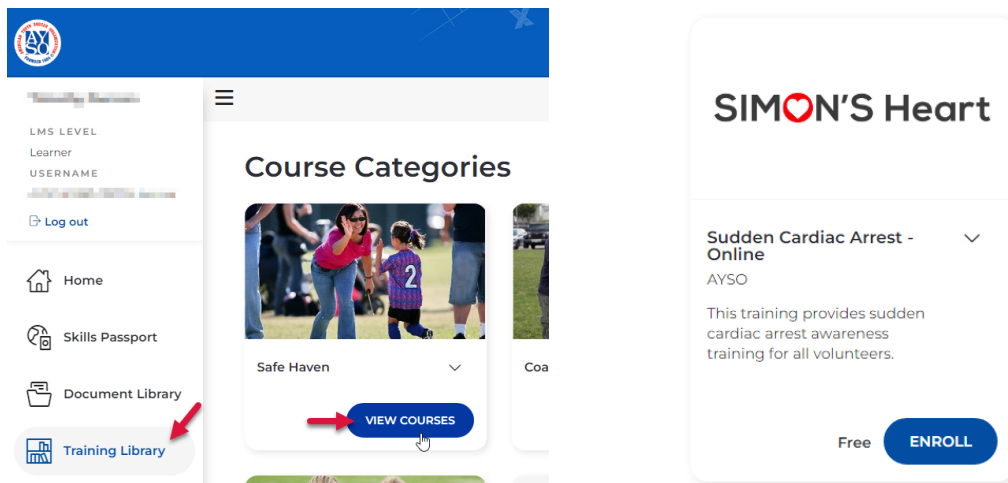 AYSO
LMS LEVEL
Learner
USERNAME
Log out
Home
Skills Passport
Document Library
Training Library
Course Categories
2
Safe Haven
VIEW COURSES
Coa
SIMON'S Heart
Sudden Cardiac Arrest -
Online
AYSO
This training provides sudden
cardiac arrest awareness
training for all volunteers.
Free
ENROLL